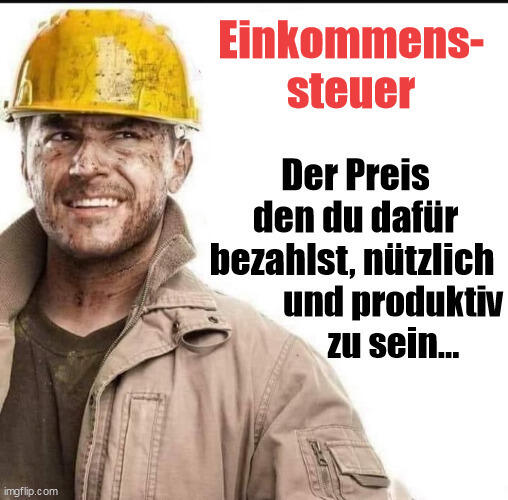 Einkommens-
steuer
Der Preis
den du dafür
bezahlst, nützlich
und produktiv
zu sein...
imgflip.com